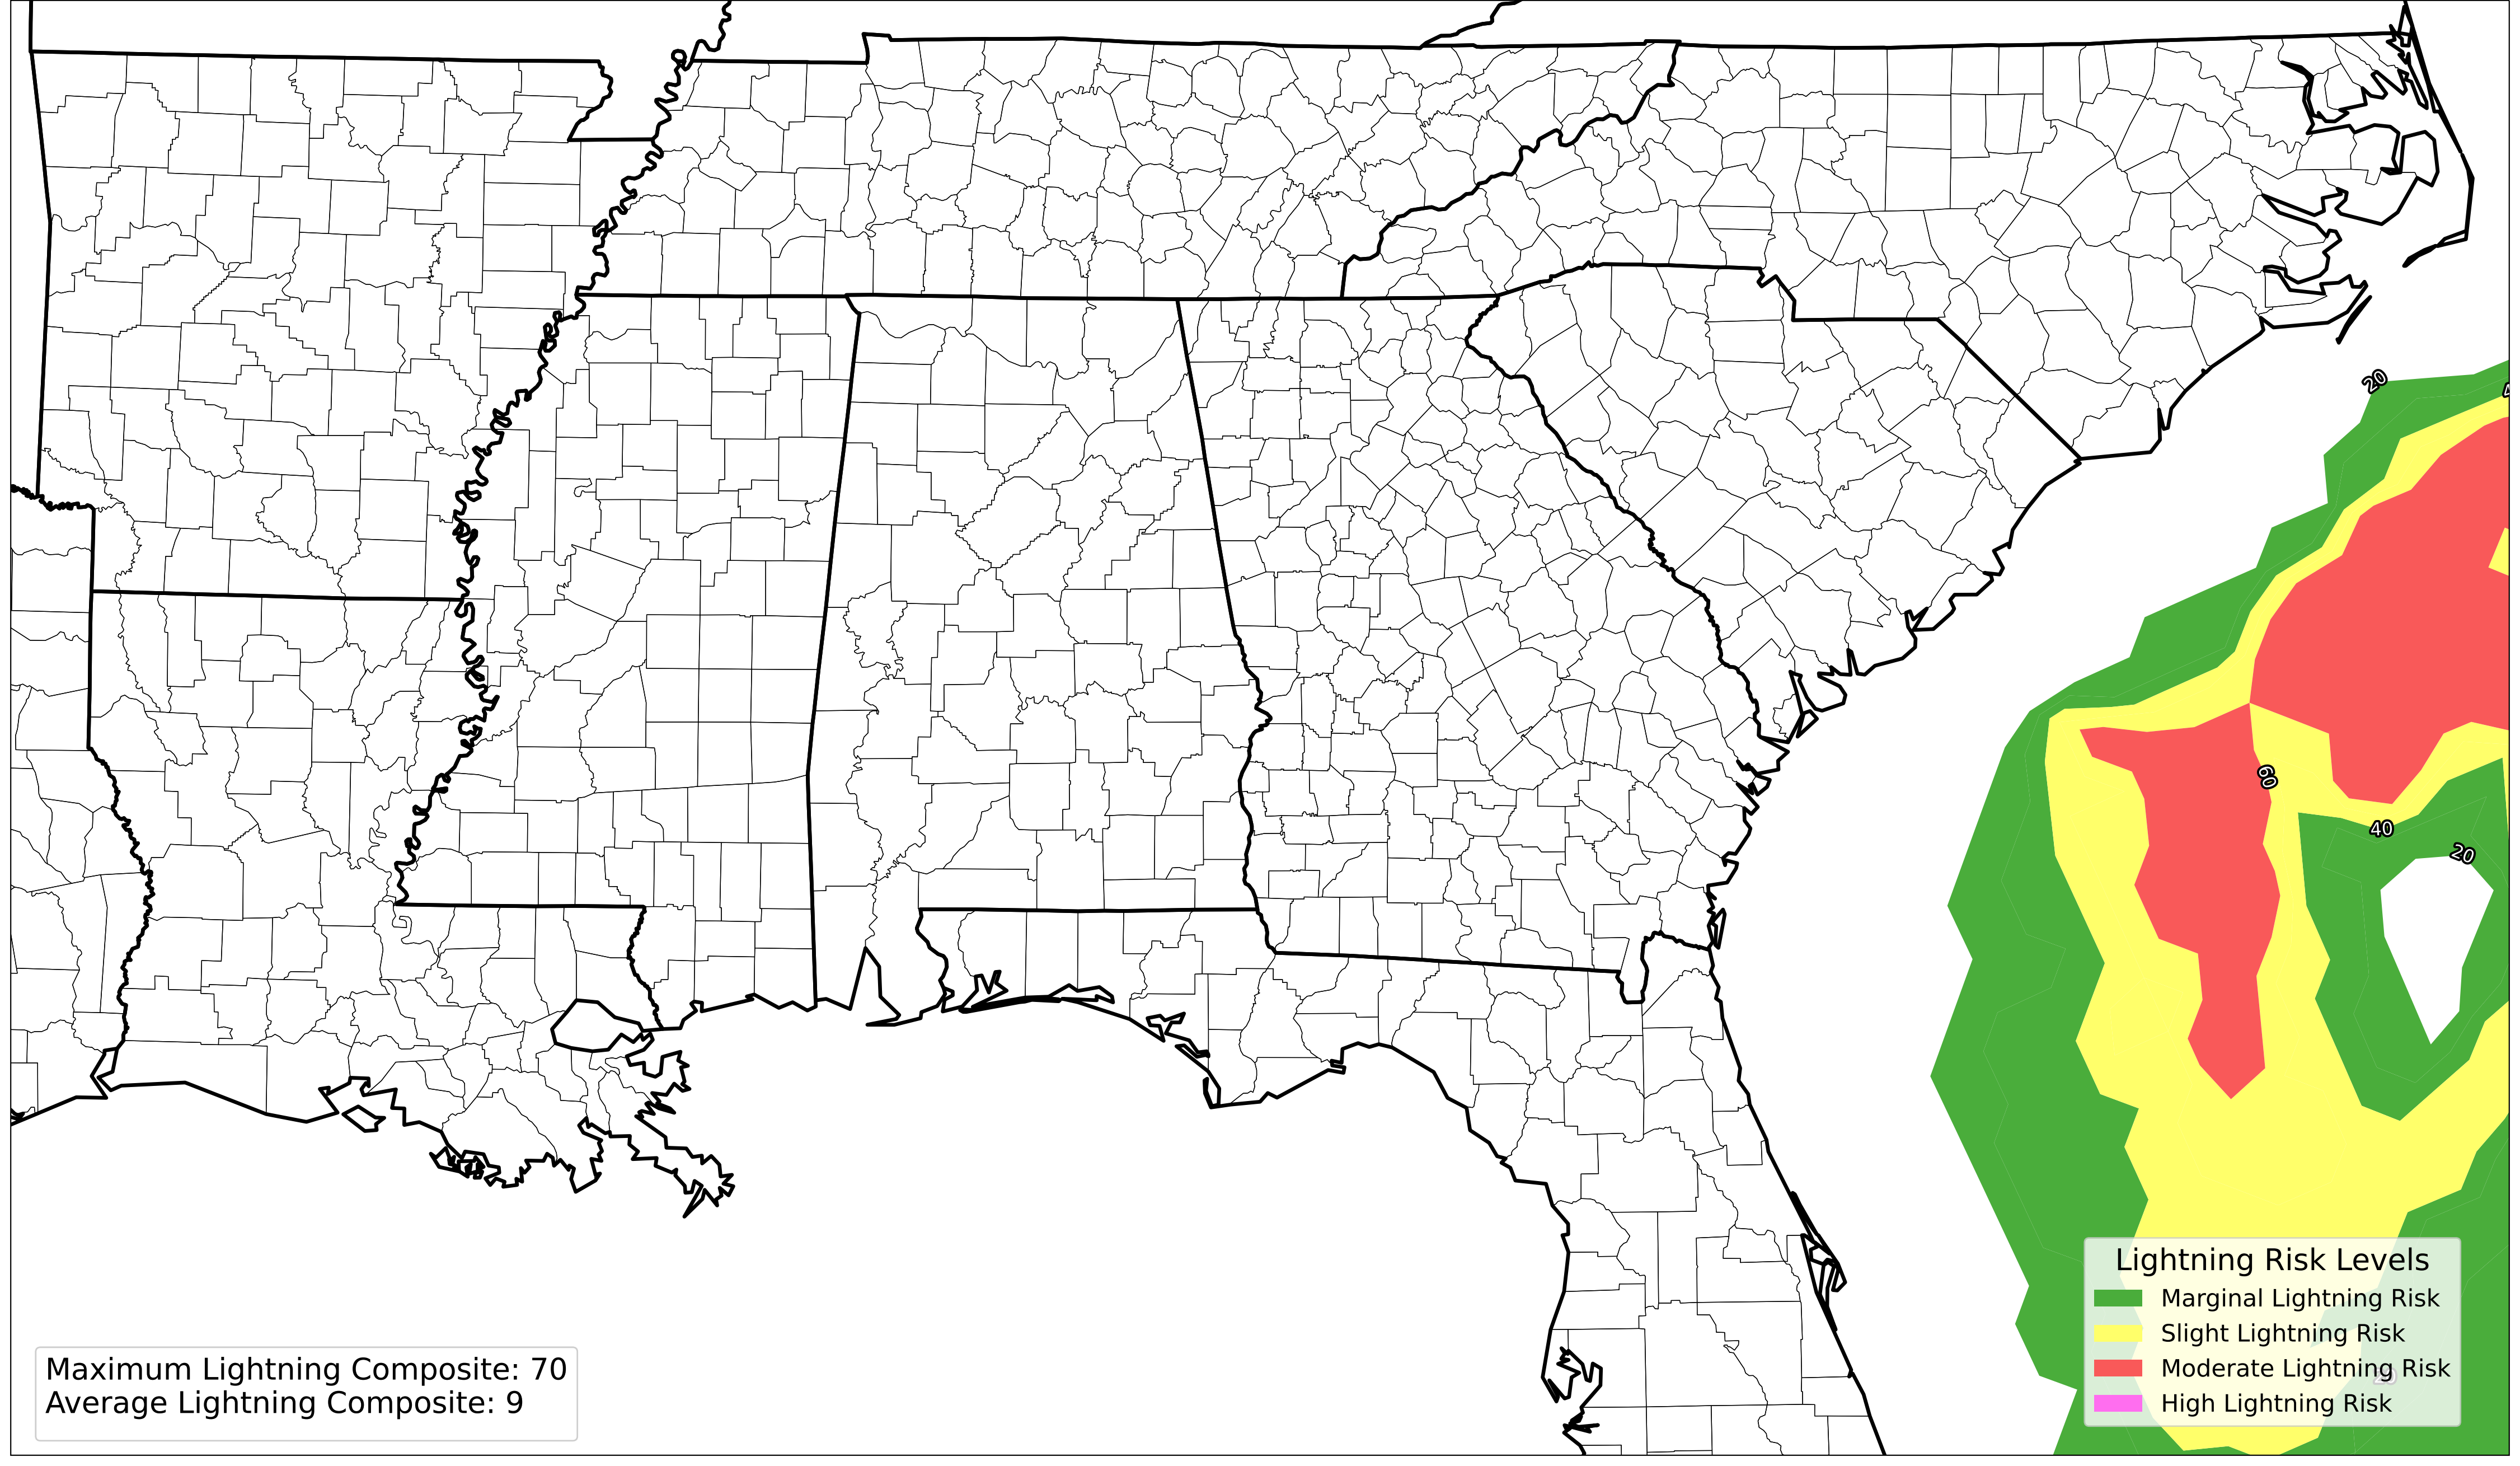 20
60
40
20
Lightning Risk Levels
Marginal Lightning Risk
Slight Lightning Risk
Moderate Lightning Risk
High Lightning Risk
Maximum Lightning Composite: 70
Average Lightning Composite: 9